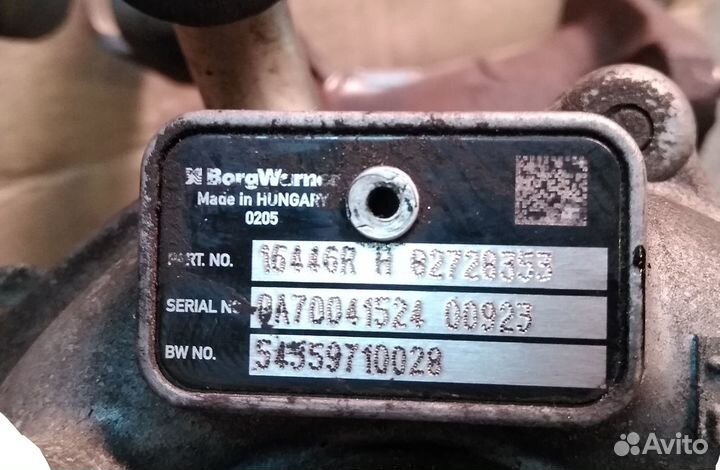 BorgWarner
Made in HUNGARY
0205
PART. NO. 16446R H 82728353
SERIAL NO 0A70041524 00923
BW NO. 54359710028
Avito